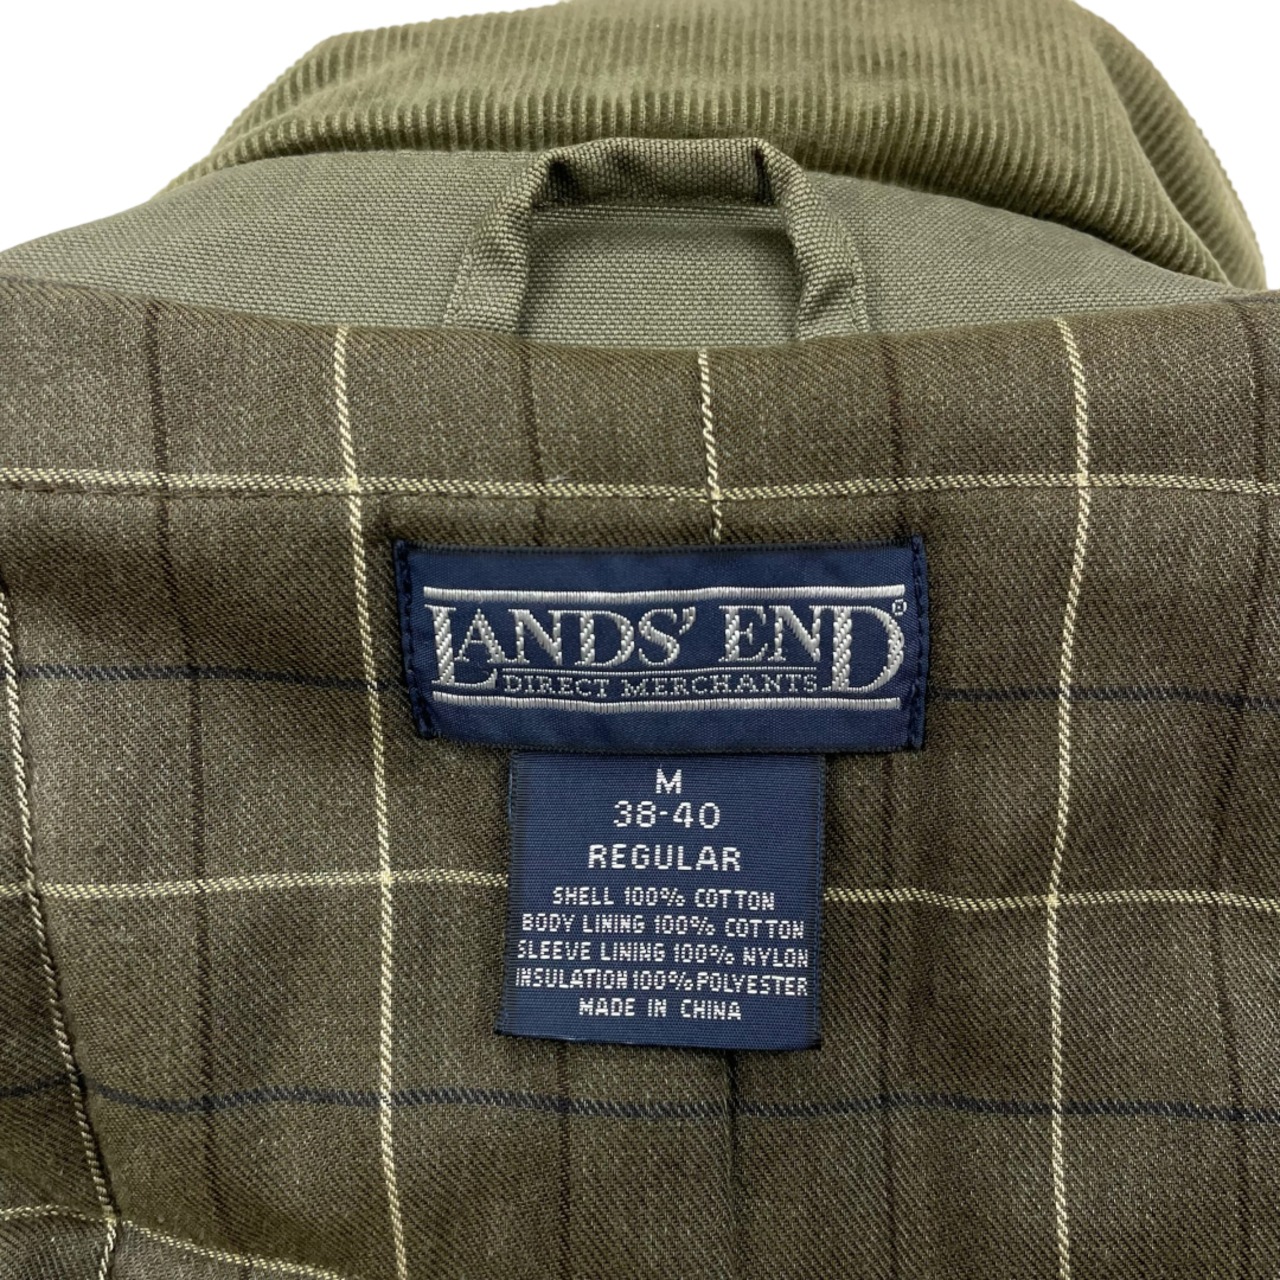 LANDS' END®
DIRECT MERCHANTS
M
38-40
REGULAR
SHELL 100% COTTON
BODY LINING 100% COTTON
SLEEVE LINING 100% NYLON
INSULATION 100% POLYESTER
MADE IN CHINA